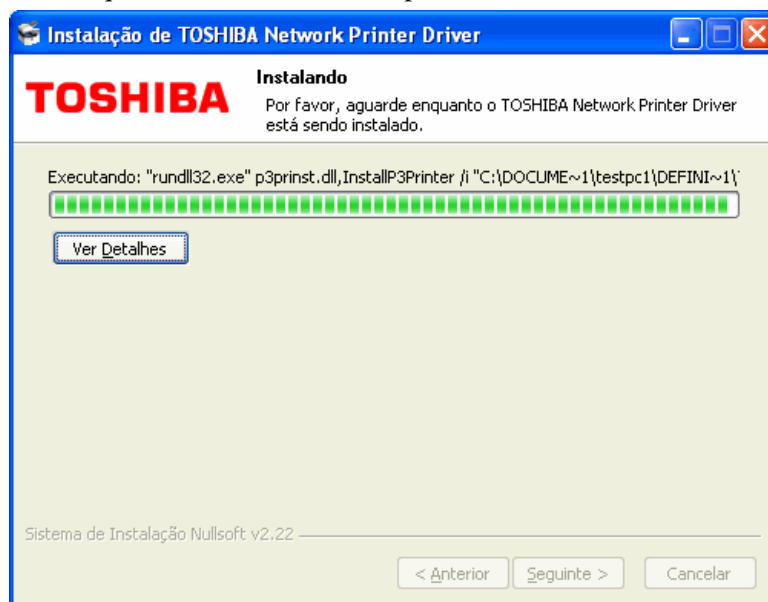 Instalação de TOSHIBA Network Printer Driver
TOSHIBA
Instalando
Por favor, aguarde enquanto o TOSHIBA Network Printer Driver
está sendo instalado.
Executando: "rundll32.exe" p3prinst.dll,InstallP3Printer /i "C:\DOCUME~1\testpc1\DEFINI~1\
Ver Detalhes
Sistema de Instalação Nullsoft v2.22
< Anterior
Seguinte >
Cancelar